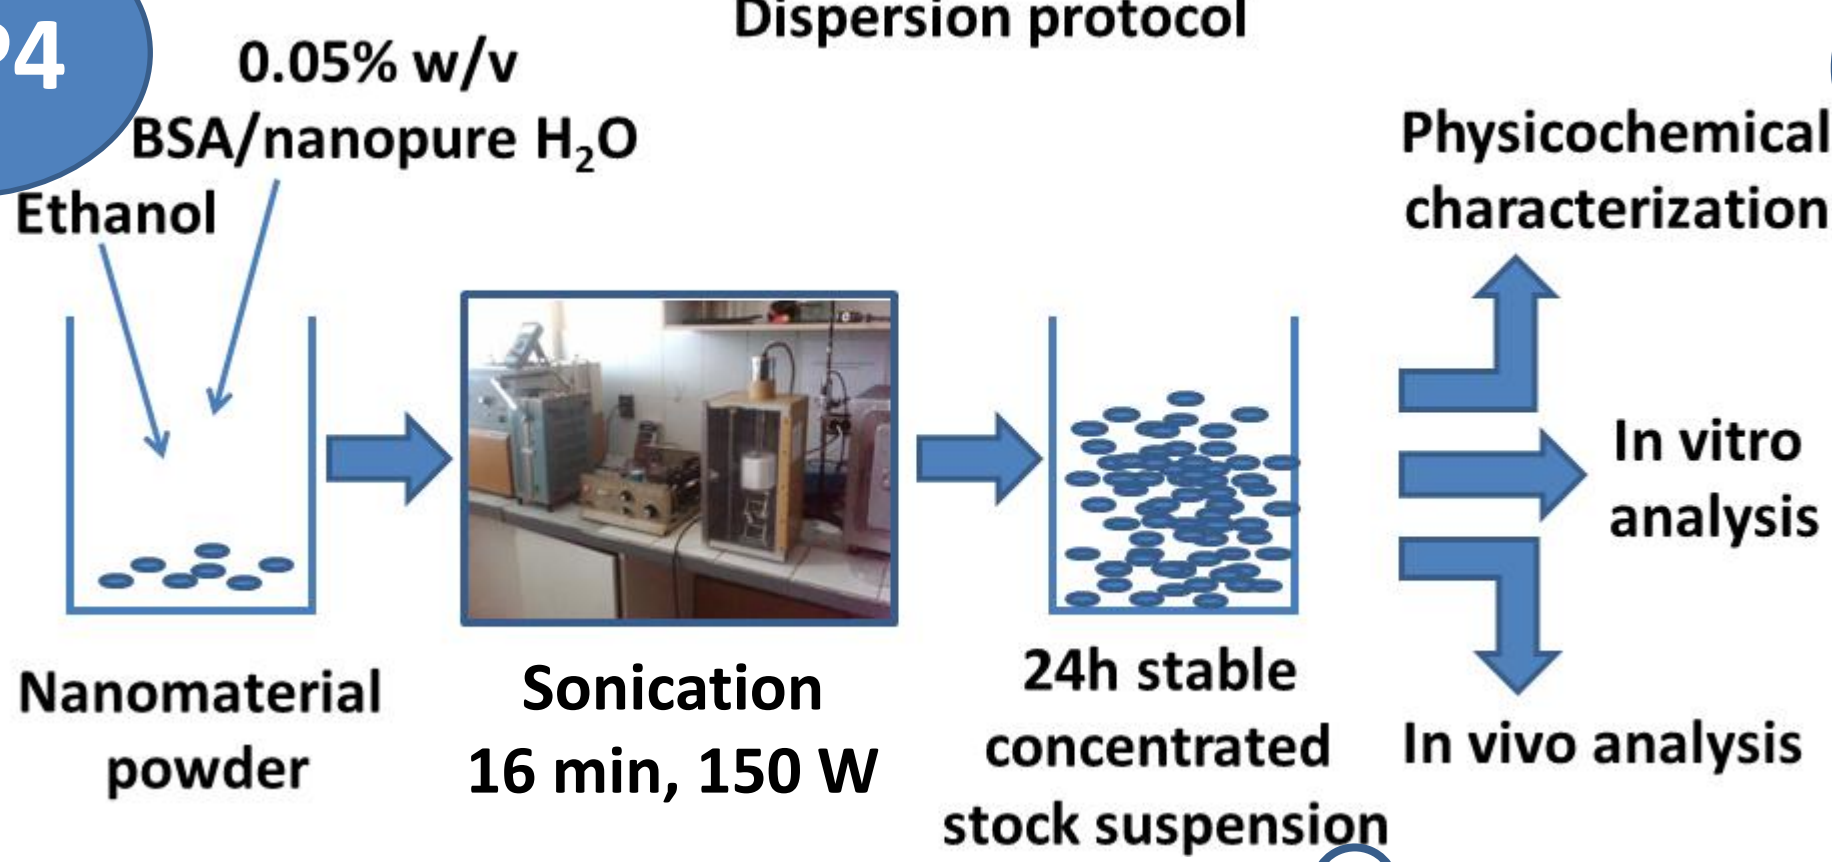 Dispersion protocol
P4
0.05% w/v
BSA/nanopure H₂O
Ethanol
Nanomaterial
powder
Sonication
16 min, 150 W
24h stable
concentrated
stock suspension
Physicochemical
characterization
In vitro
analysis
In vivo analysis